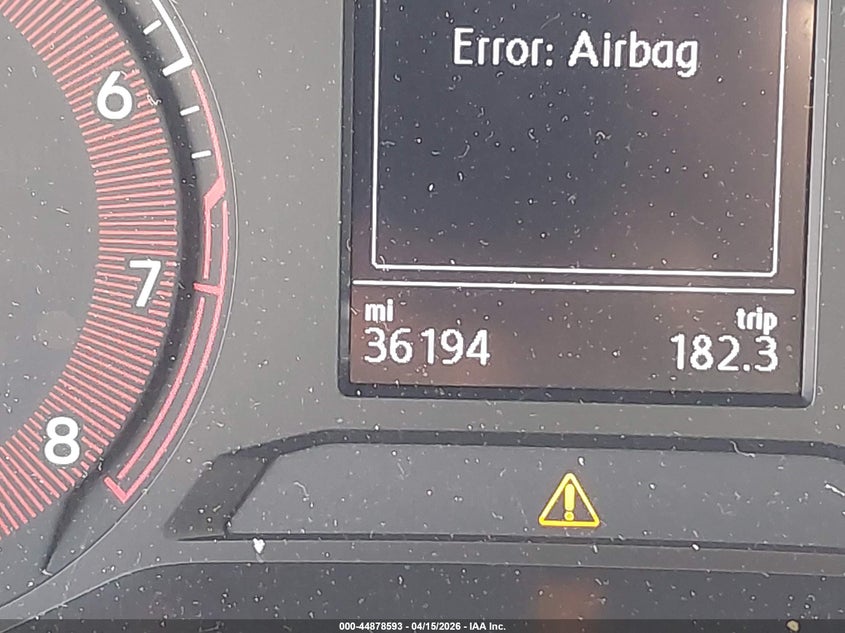 Error: Airbag
6
7
8
mi
trip
36194
182.3
000-44878593 - 04/15/2026 - IAA Inc.